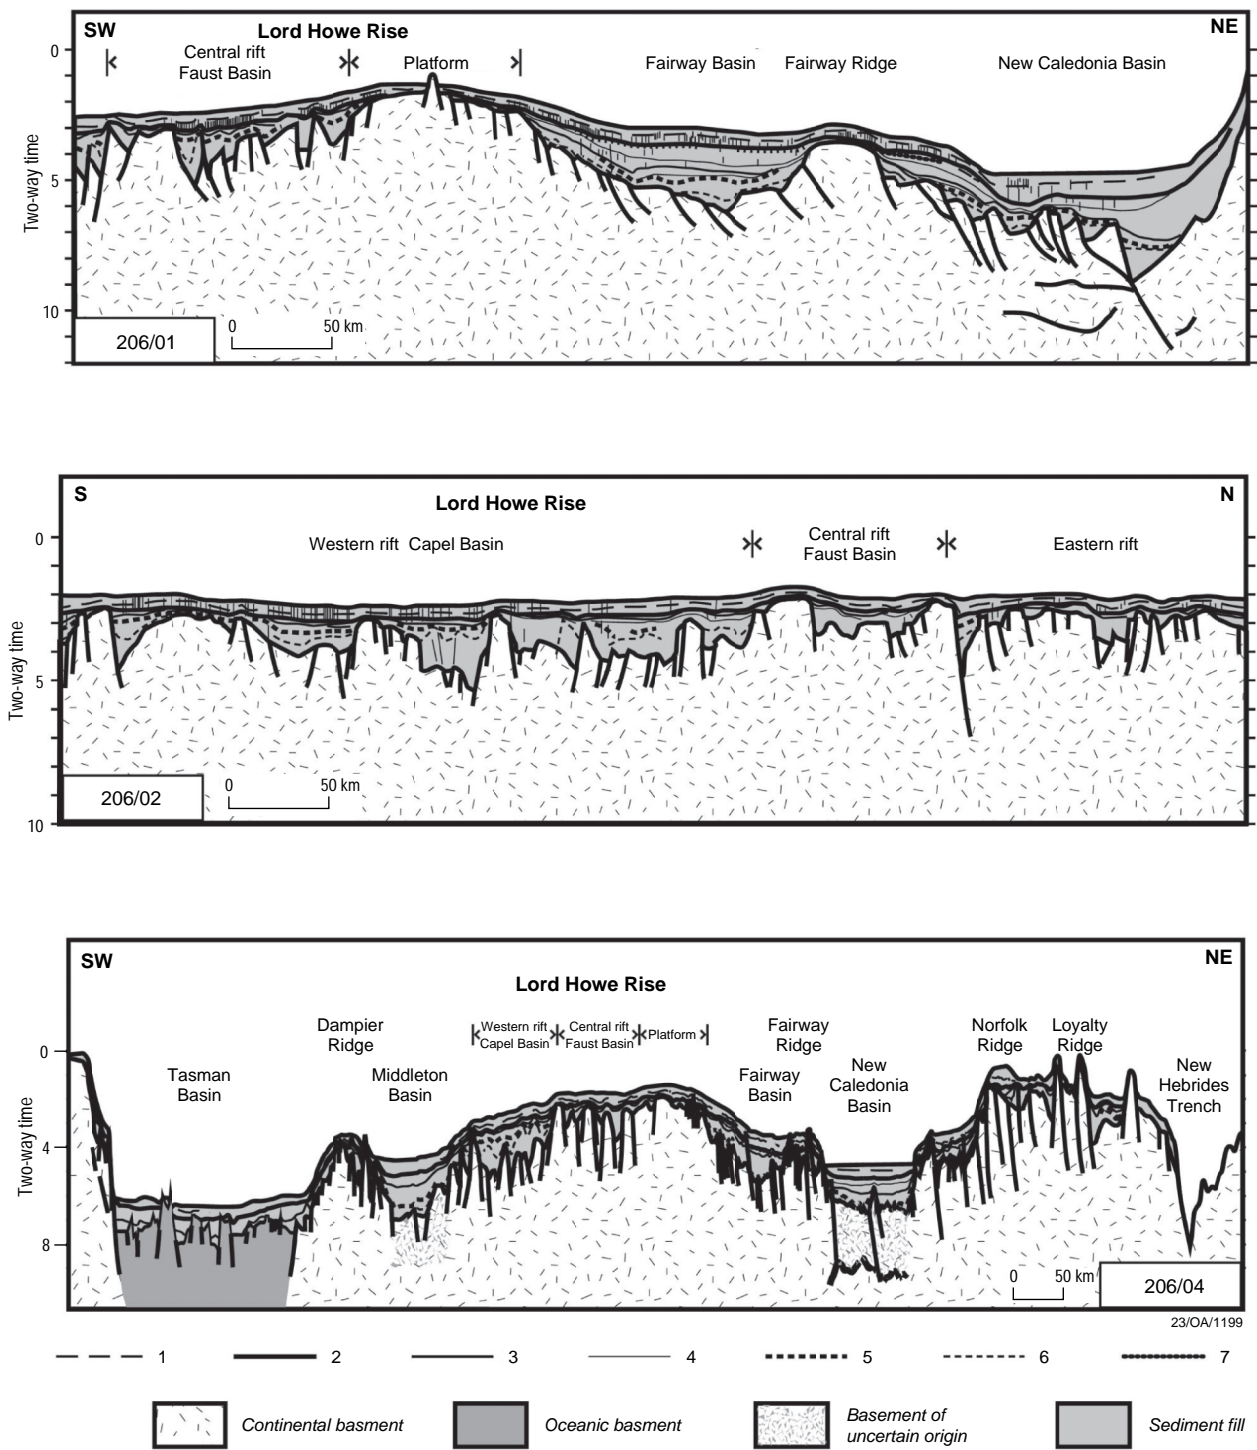 SW
Lord Howe Rise
NE
Central rift
Faust Basin
Platform
Fairway Basin
Fairway Ridge
New Caledonia Basin
0
5
10
Two-way time
206/01
0
50 km
S
Lord Howe Rise
N
Western rift Capel Basin
Central rift
Faust Basin
Eastern rift
0
5
10
Two-way time
206/02
0
50 km
SW
NE
Lord Howe Rise
Dampier
Ridge
Western rift
Capel Basin
Central rift
Faust Basin
Platform
Fairway
Ridge
Norfolk
Ridge
Loyalty
Ridge
Tasman
Basin
Middleton
Basin
Fairway
Basin
New
Caledonia
Basin
New
Hebrides
Trench
0
4
8
Two-way time
0
50 km
206/04
23/OA/1199
1
2
3
4
5
6
7
Continental basment
Oceanic basment
Basement of
uncertain origin
Sediment fill